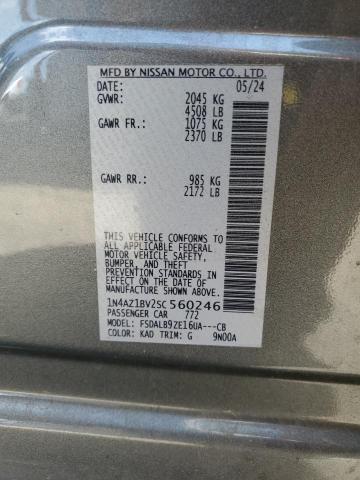 MFD BY NISSAN MOTOR CO., LTD.
DATE: 05/24
GVWR: 2045 KG
4508 LB
GAWR FR.: 1075 KG
2370 LB
GAWR RR.: 985 KG
2172 LB
THIS VEHICLE CONFORMS TO ALL APPLICABLE FEDERAL
MOTOR VEHICLE SAFETY,
BUMPER, AND THEFT
PREVENTION STANDARDS IN
EFFECT ON THE DATE OF
MANUFACTURE SHOWN ABOVE.
1N4AZ1BV2SC560246
PASSENGER CAR 772
MODEL: FSDALB92E16UA---CB
COLOR: KAD TRIM: G 9N00A